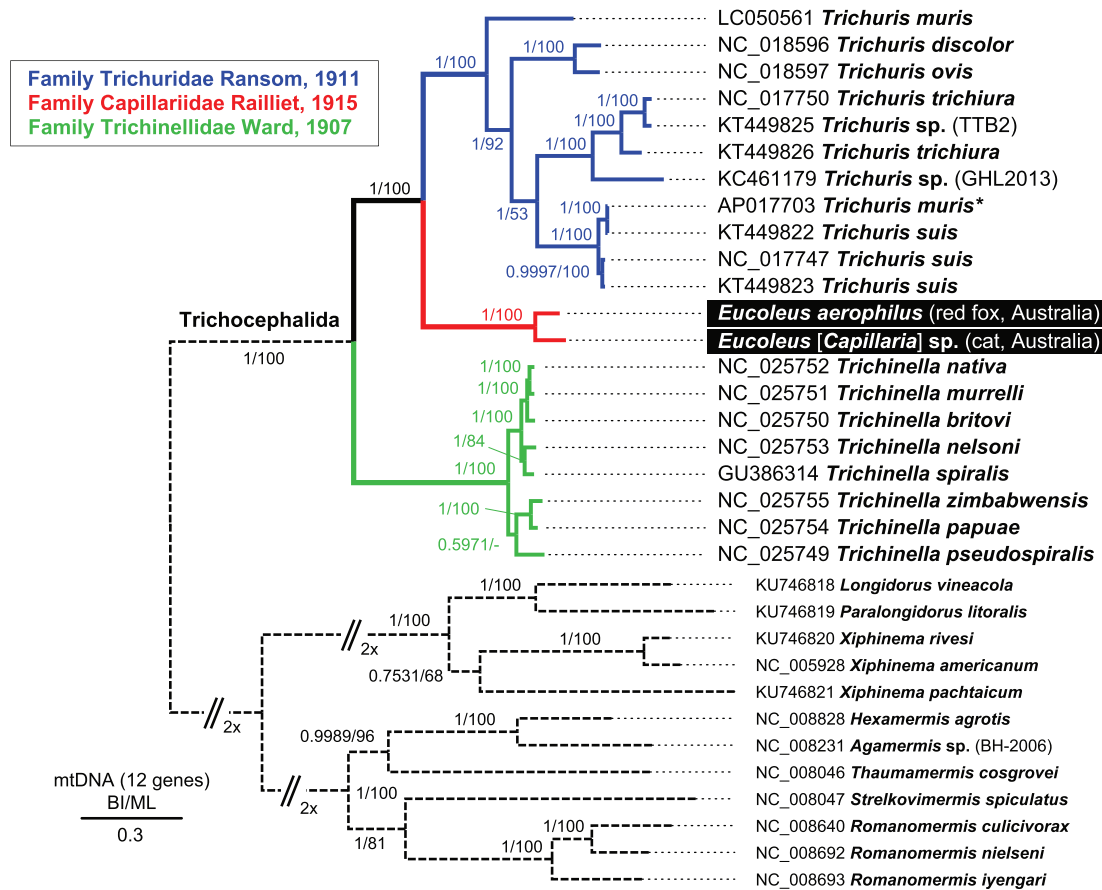 LC050561 Trichuris muris
1/100
NC_018596 Trichuris discolor
1/100
NC_018597 Trichuris ovis
Family Trichuridae Ransom, 1911
Family Capillariidae Railliet, 1915
Family Trichinellidae Ward, 1907
1/100
NC_017750 Trichuris trichiura
1/100
KT449825 Trichuris sp. (TTB2)
1/92
1/100
KT449826 Trichuris trichiura
KC461179 Trichuris sp. (GHL2013)
1/100
1/53
1/100
AP017703 Trichuris muris*
1/100
KT449822 Trichuris suis
NC_017747 Trichuris suis
0.9997/100
KT449823 Trichuris suis
1/100
Eucoleus aerophilus (red fox, Australia)
Trichocephalida
1/100
Eucoleus [Capillaria] sp. (cat, Australia)
1/100
NC_025752 Trichinella nativa
1/100
NC_025751 Trichinella murrelli
1/100
NC_025750 Trichinella britovi
1/84
NC_025753 Trichinella nelsoni
1/100
GU386314 Trichinella spiralis
NC_025755 Trichinella zimbabwensis
1/100
NC_025754 Trichinella papuae
0.5971/-
NC_025749 Trichinella pseudospiralis
1/100
KU746818 Longidorus vineacola
1/100
KU746819 Paralongidorus litoralis
2x
1/100
KU746820 Xiphinema rivesi
0.7531/68
NC_005928 Xiphinema americanum
KU746821 Xiphinema pachtaicum
2x
1/100
NC_008828 Hexamermis agrotis
0.9989/96
NC_008231 Agamermis sp. (BH-2006)
NC_008046 Thaumamermis cosgrovei
mtDNA (12 genes)
BI/ML
0.3
2x
1/100
NC_008047 Strelkovimermis spiculatus
1/81
1/100
NC_008640 Romanomermis culicivorax
1/100
NC_008692 Romanomermis nielseni
NC_008693 Romanomermis iyengari